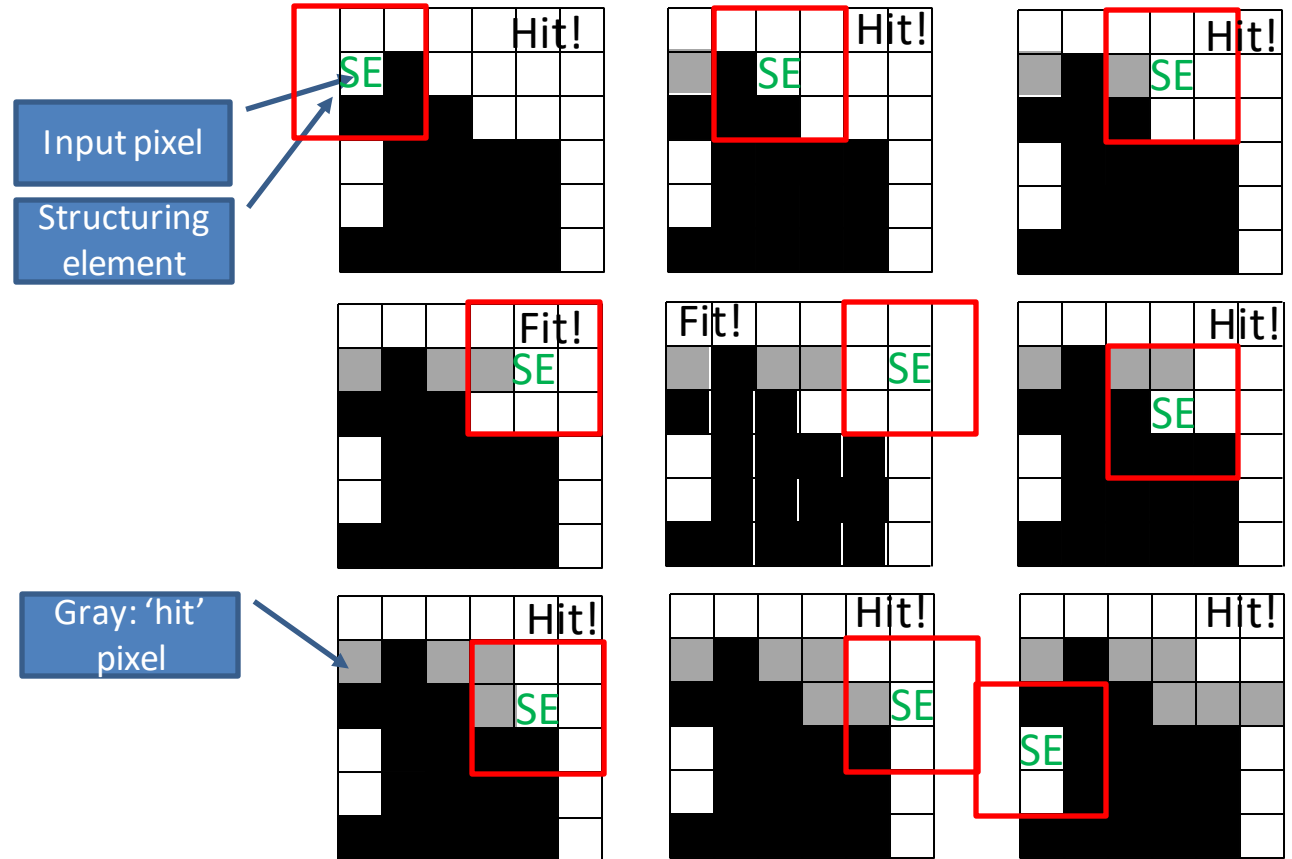 Hit!
Hit!
Hit!
SE
SE
SE
Input pixel
Structuring
element
Fit!
Fit!
Hit!
SE
SE
SE
Gray: ‘hit’
pixel
Hit!
Hit!
Hit!
SE
SE
SE